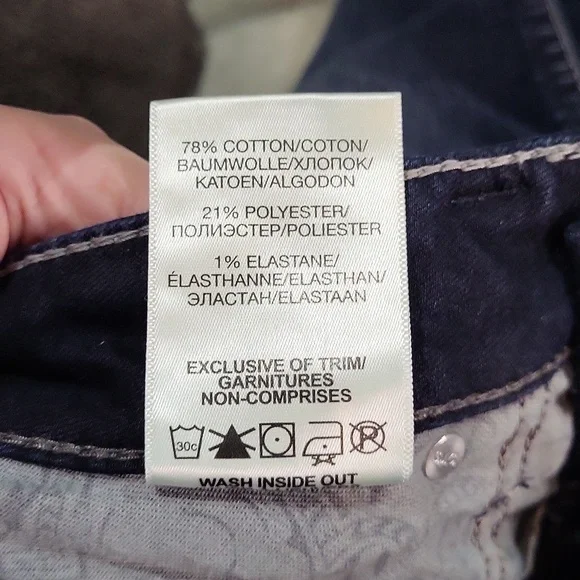 78% COTTON/COTON/
BAUMWOLLE/ХЛОПОК/
KATOEN/ALGODON
21% POLYESTER/
ПОЛИЭСТЕР/POLIESTER
1% ELASTANE/
ÉLASTHANNE/ELASTHAN/
ЭЛАСТАН/ELASTAAN
EXCLUSIVE OF TRIM/
GARNITURES
NON-COMPRISES
30c P
WASH INSIDE OUT